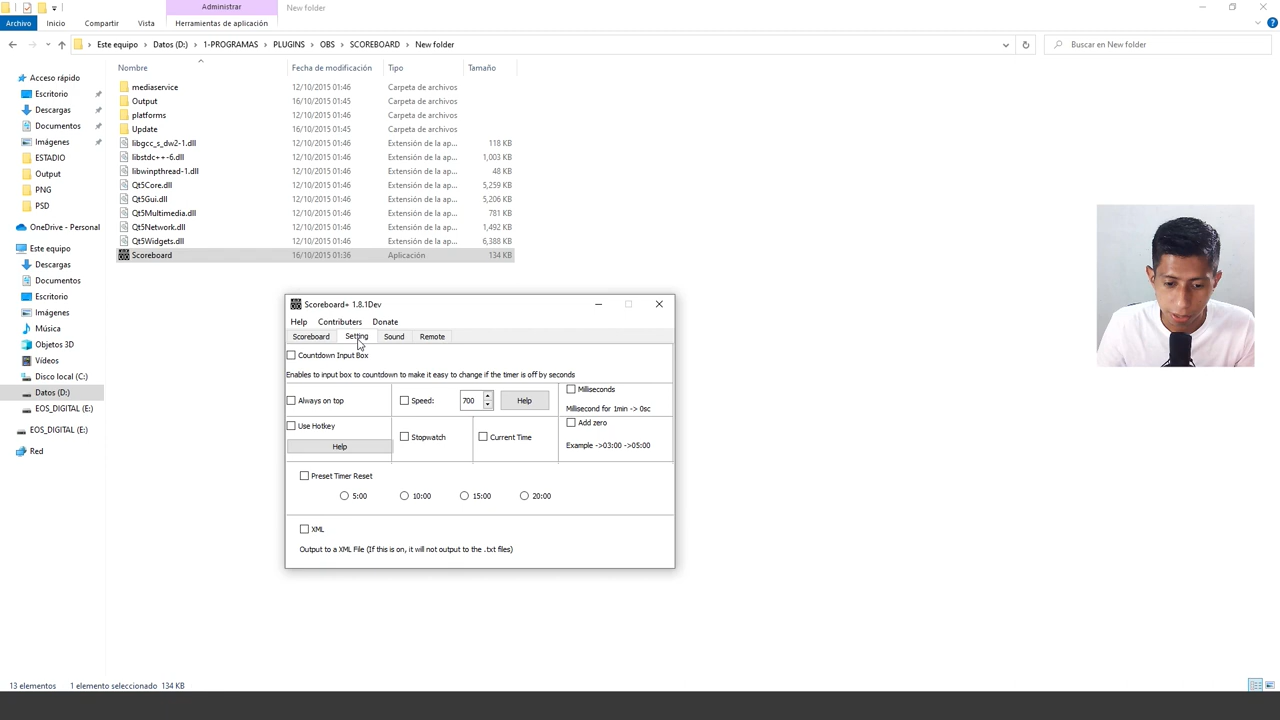 Administrar
New folder
Archivo Inicio Compartir Vista Herramientas de aplicación
Este equipo > Datos (D:) > 1-PROGRAMAS > PLUGINS > OBS > SCOREBOARD > New folder
Buscar en New folder
Nombre Fecha de modificación Tipo Tamaño
Acceso rápido
Escritorio
Descargas
Documentos
Imágenes
ESTADIO
Output
PNG
PSD
OneDrive - Personal
Este equipo
Descargas
Documentos
Escritorio
Imágenes
Música
Objetos 3D
Vídeos
Disco local (C:)
Datos (D:)
EOS_DIGITAL (E:)
EOS_DIGITAL (E:)
Red
mediaservice 12/10/2015 01:46 Carpeta de archivos
Output 16/10/2015 01:45 Carpeta de archivos
platforms 12/10/2015 01:46 Carpeta de archivos
Update 16/10/2015 01:45 Carpeta de archivos
libgcc_s_dw2-1.dll 12/10/2015 01:46 Extensión de la ap... 118 KB
libstdc++-6.dll 12/10/2015 01:46 Extensión de la ap... 1,003 KB
libwinpthread-1.dll 12/10/2015 01:46 Extensión de la ap... 48 KB
Qt5Core.dll 12/10/2015 01:46 Extensión de la ap... 5,259 KB
Qt5Gui.dll 12/10/2015 01:46 Extensión de la ap... 5,206 KB
Qt5Multimedia.dll 12/10/2015 01:46 Extensión de la ap... 781 KB
Qt5Network.dll 12/10/2015 01:46 Extensión de la ap... 1,492 KB
Qt5Widgets.dll 12/10/2015 01:46 Extensión de la ap... 6,388 KB
Scoreboard 16/10/2015 01:36 Aplicación 134 KB
Scoreboard+ 1.8.1Dev
Help Contributers Donate
Scoreboard Setting Sound Remote
Countdown Input Box
Enables to input box to countdown to make it easy to change if the timer is off by seconds
Always on top
Speed: 700 Help
Milliseconds
Millisecond for 1min -> 0sc
Use Hotkey
Help
Stopwatch
Current Time
Add zero
Example ->03:00 ->05:00
Preset Timer Reset
5:00 10:00 15:00 20:00
XML
Output to a XML File (If this is on, it will not output to the .txt files)
13 elementos 1 elemento seleccionado 134 KB